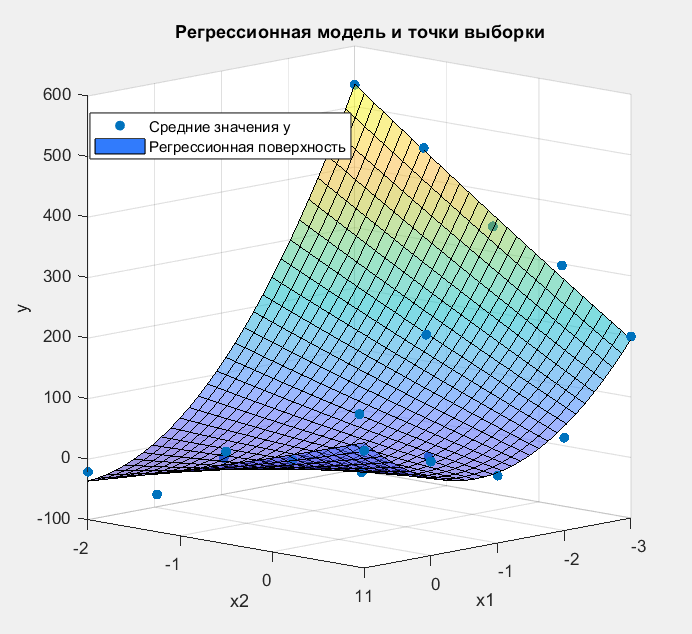 Регрессионная модель и точки выборки
600
500
400
300
200
100
0
-100
y
Средние значения y
Регрессионная поверхность
-2
-1
0
11
0
-1
-2
-3
x2
x1